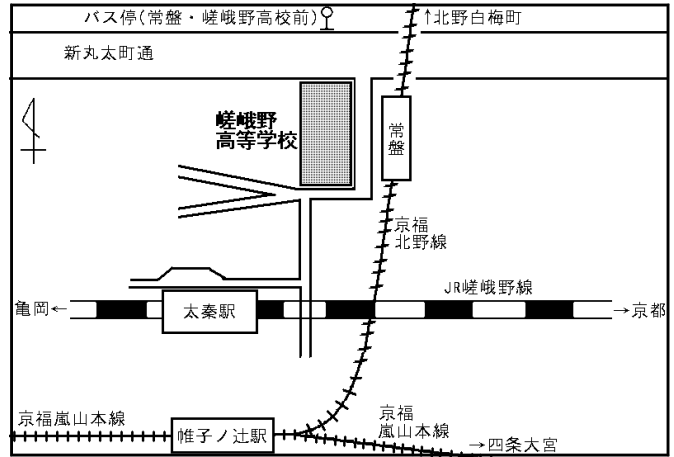 バス停(常盤・嵯峨野高校前)
↑北野白梅町
新丸太町通
嵯峨野
高等学校
常盤
京福
北野線
JR嵯峨野線
亀岡←
太秦駅
→京都
京福嵐山本線
帷子ノ辻駅
京福
嵐山本線
→四条大宮